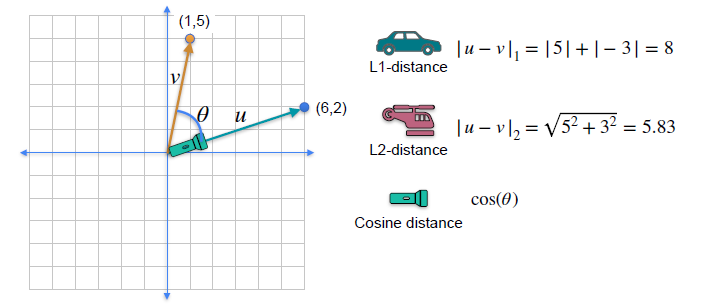 (1,5)
v
θ
u
(6,2)
L1-distance
|u − v|₁ = |5| + |− 3| = 8
L2-distance
|u − v|₂ = √5² + 3² = 5.83
cos(θ)
Cosine distance